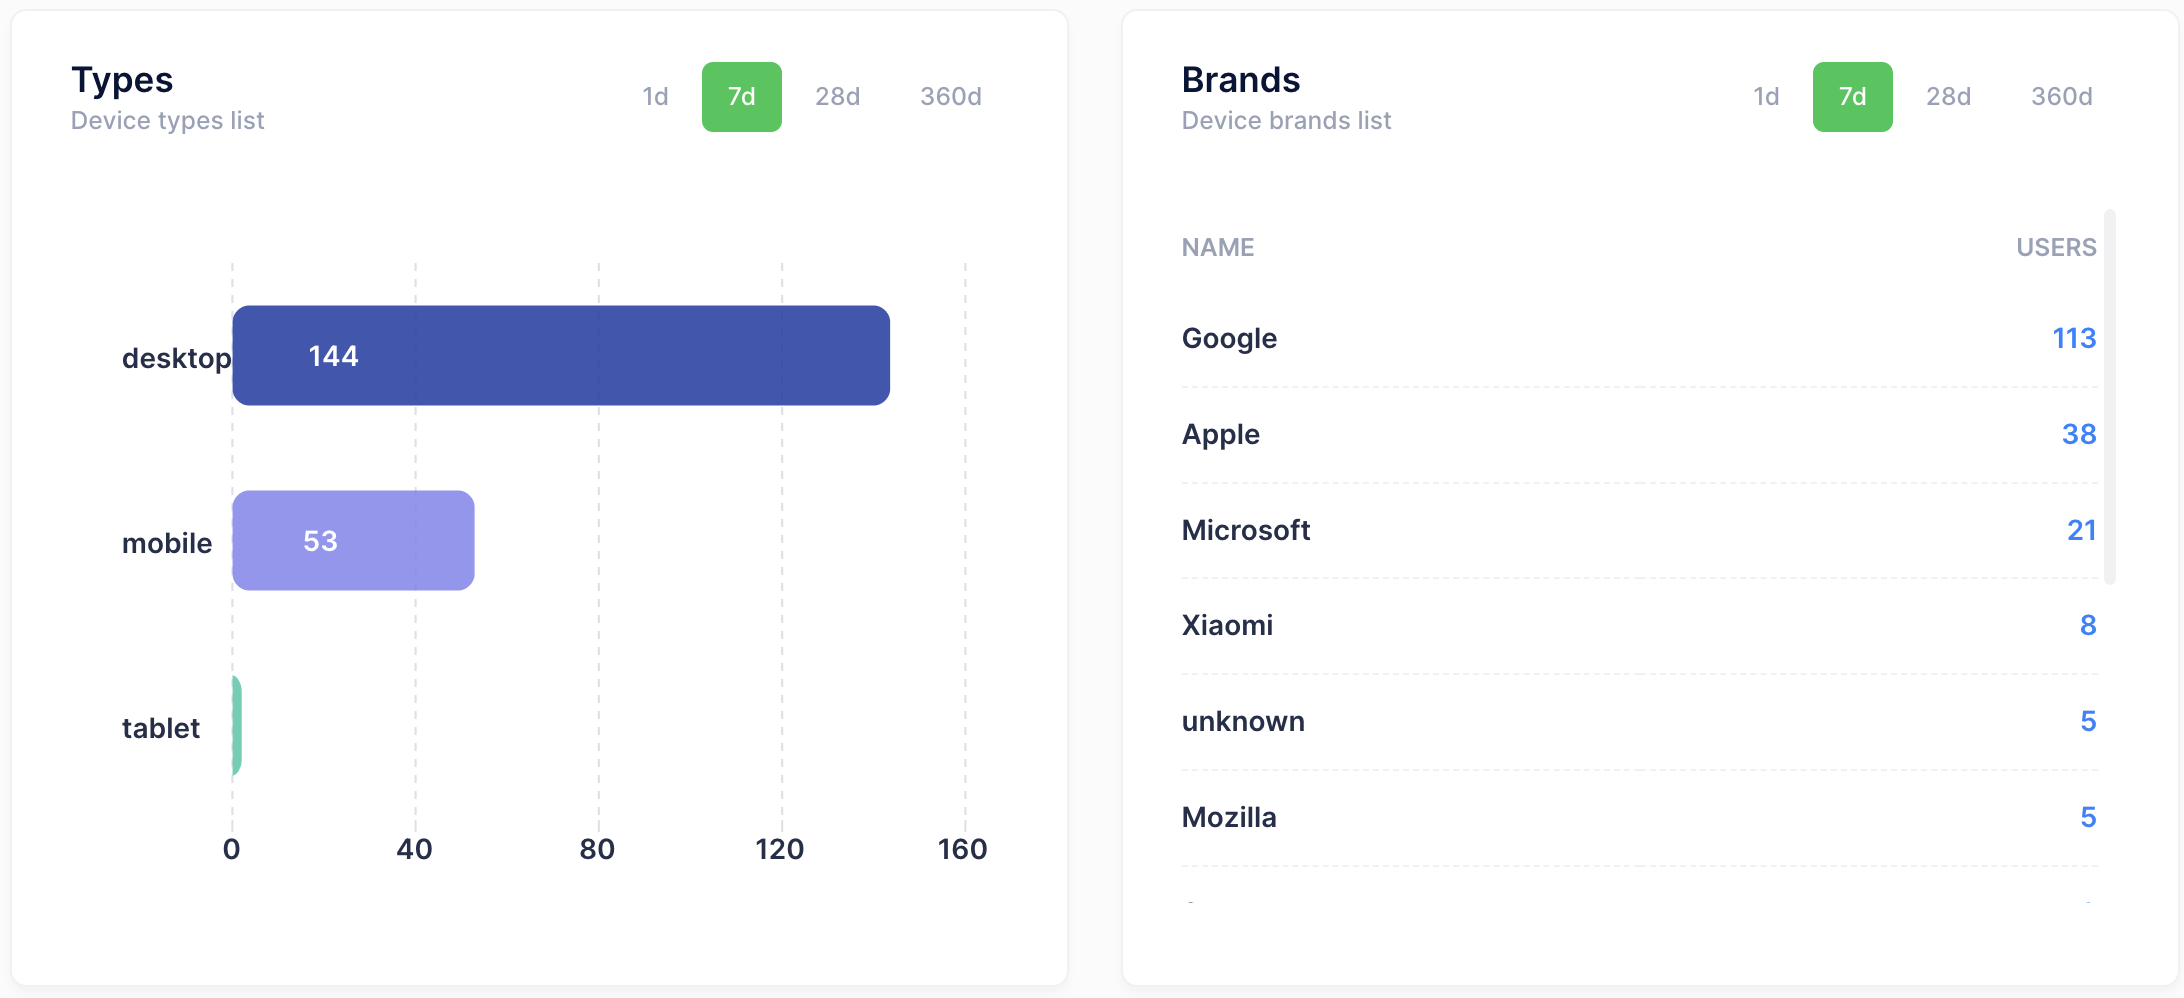 Types
Device types list
1d 7d 28d 360d
desktop 144
mobile 53
tablet
0 40 80 120 160
Brands
Device brands list
1d 7d 28d 360d
NAME USERS
Google 113
Apple 38
Microsoft 21
Xiaomi 8
unknown 5
Mozilla 5